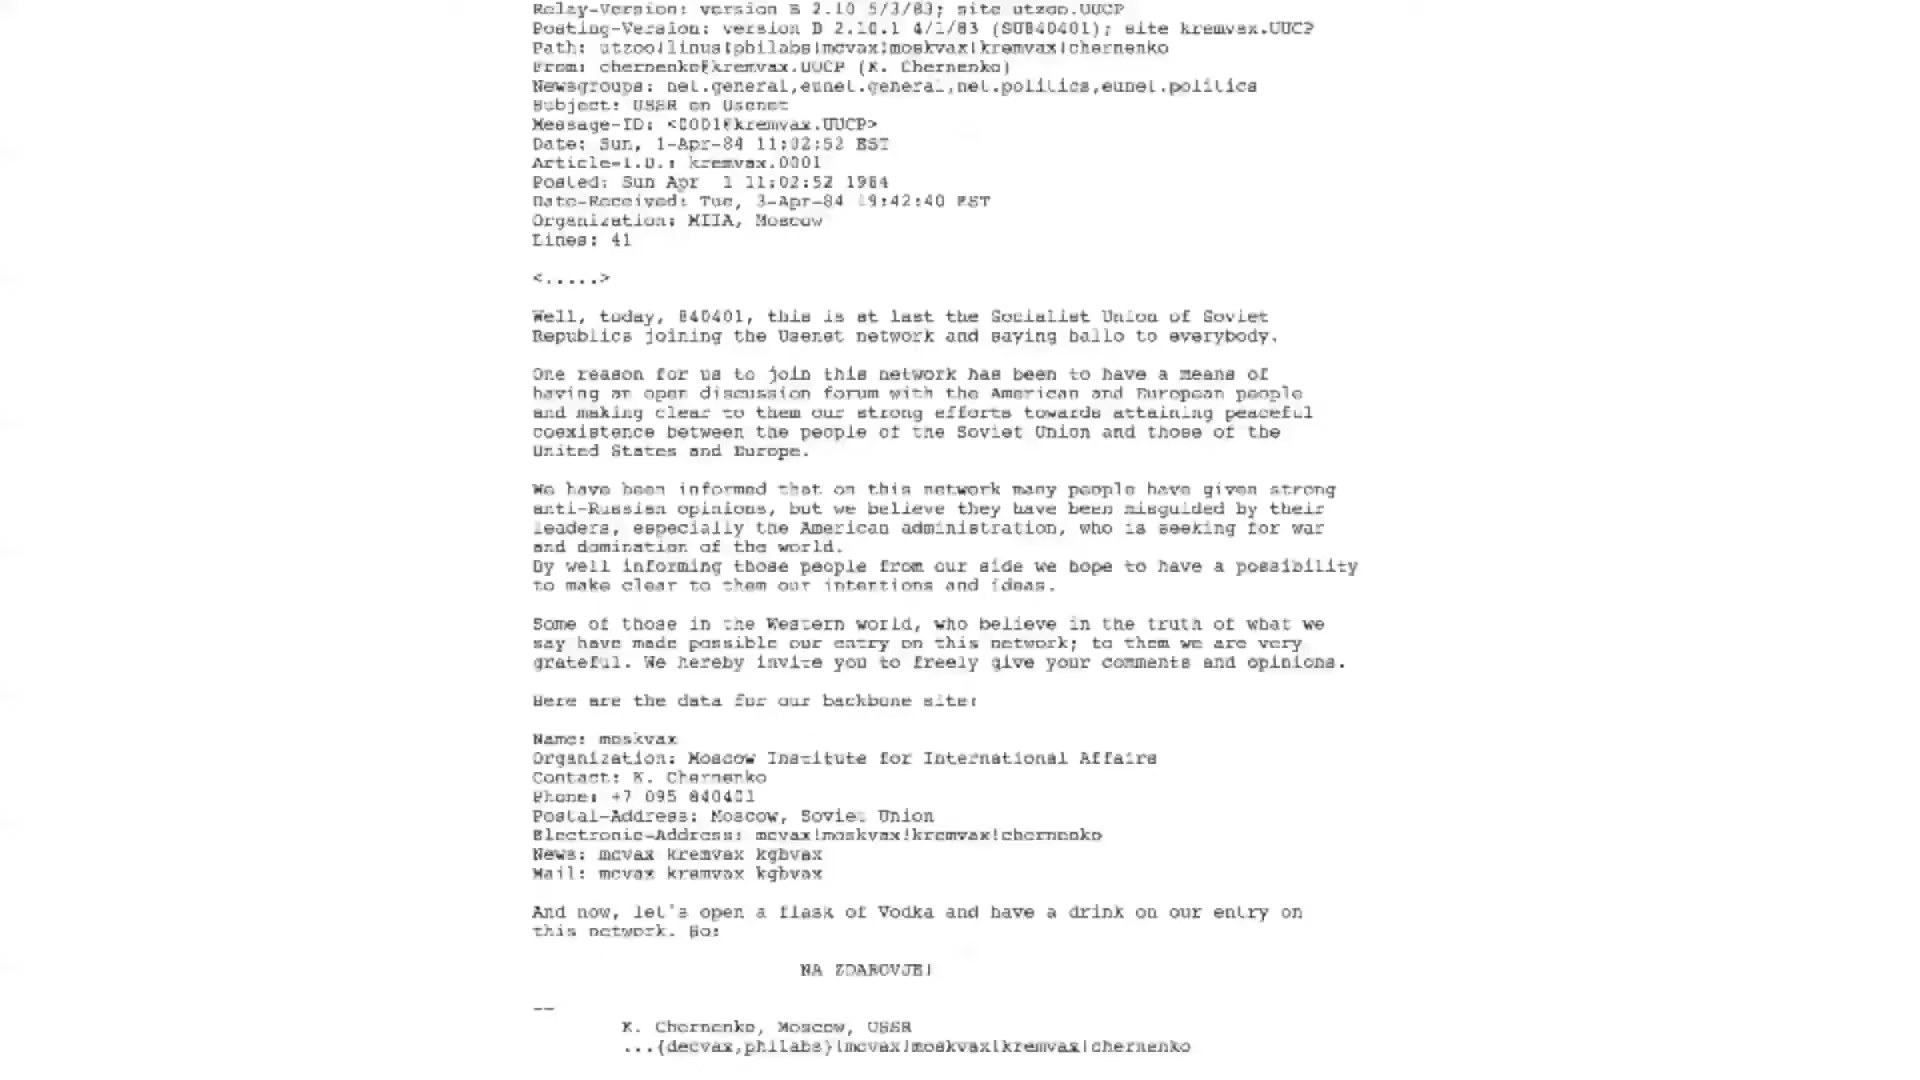 Relay-Version: version B 2.10 5/3/83; site utzoo.UUCP
Posting-Version: version D 2.10.1 4/1/83 (SU840401); site kremvax.UUCP
Path: utzoo!linus!philabs!mcvax!moskvax!kremvax!chernenko
From: chernenko@kremvax.UUCP (K. Chernenko)
Newsgroups: net.general,eunet.general,net.politics,eunet.politics
Subject: USSR on Usenet
Message-ID: <0001@kremvax.UUCP>
Date: Sun, 1-Apr-84 11:02:52 EST
Article-I.D.: kremvax.0001
Posted: Sun Apr  1 11:02:52 1984
Date-Received: Tue, 3-Apr-84 19:42:40 EST
Organization: MIIA, Moscow
Lines: 41
<.....>
Well, today, 840401, this is at last the Socialist Union of Soviet
Republics joining the Usenet network and saying hallo to everybody.
One reason for us to join this network has been to have a means of
having an open discussion forum with the American and European people
and making clear to them our strong efforts towards attaining peaceful
coexistence between the people of the Soviet Union and those of the
United States and Europe.
We have been informed that on this network many people have given strong
anti-Russian opinions, but we believe they have been misguided by their
leaders, especially the American administration, who is seeking for war
and domination of the world.
By well informing those people from our side we hope to have a possibility
to make clear to them our intentions and ideas.
Some of those in the Western world, who believe in the truth of what we
say have made possible our entry on this network; to them we are very
grateful. We hereby invite you to freely give your comments and opinions.
Here are the data for our backbone site:
Name: moskvax
Organization: Moscow Institute for International Affairs
Contact: K. Chernenko
Phone: +7 095 840401
Postal-Address: Moscow, Soviet Union
Electronic-Address: mcvax!moskvax!kremvax!chernenko
News: mcvax kremvax kgbvax
Mail: mcvax kremvax kgbvax
And now, let's open a flask of Vodka and have a drink on our entry on
this network. So:
NA ZDAROVJE!
--
K. Chernenko, Moscow, USSR
...{decvax,philabs}!mcvax!moskvax!kremvax!chernenko